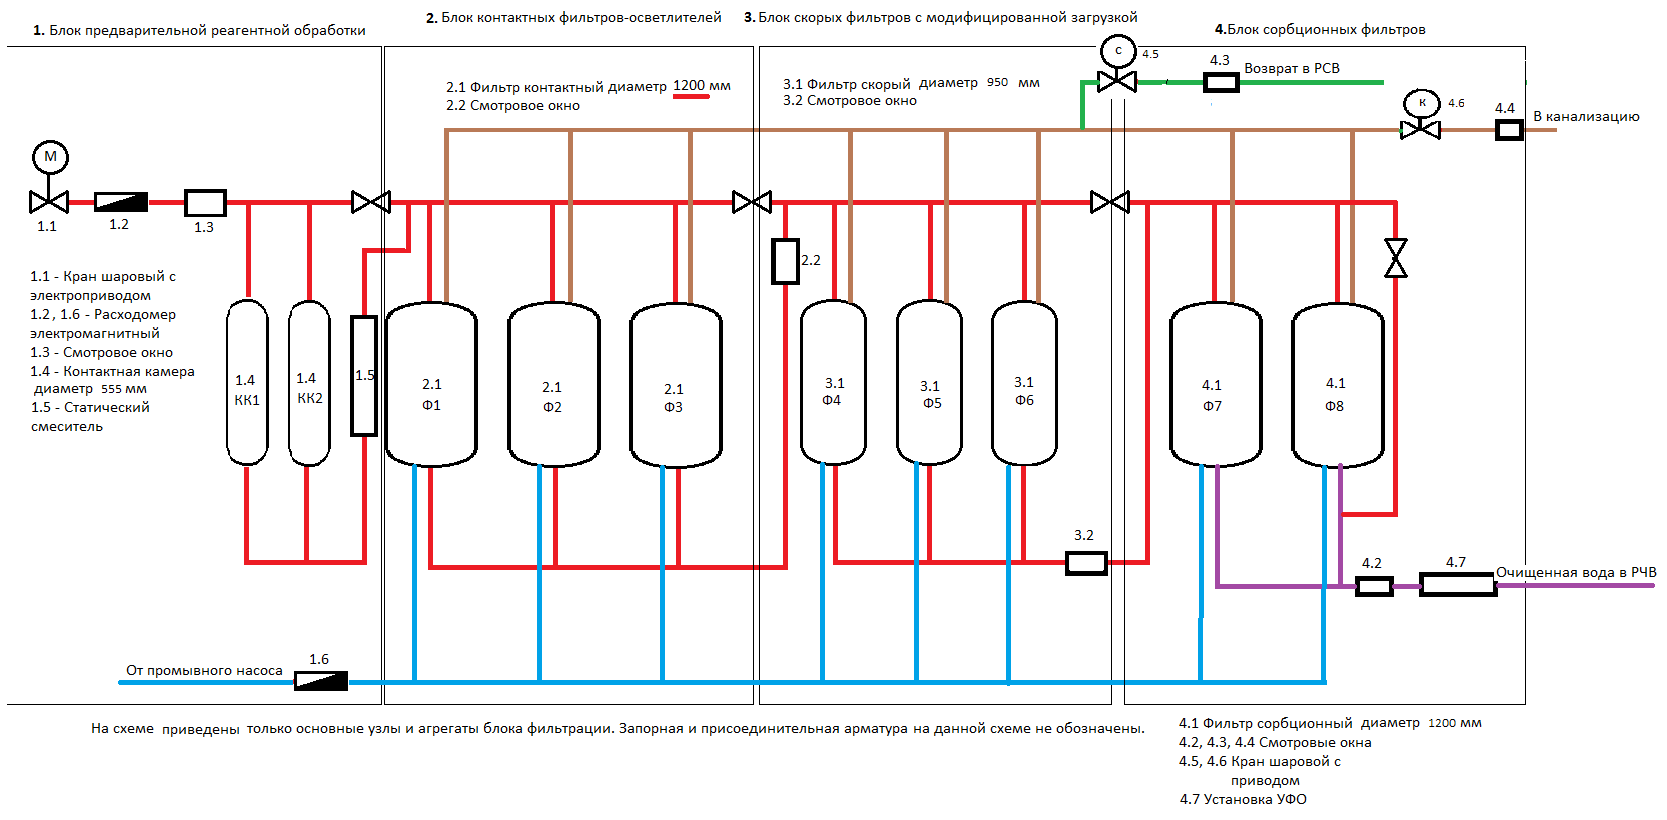 1. Блок предварительной реагентной обработки
2. Блок контактных фильтров-осветлителей
3. Блок скорых фильтров с модифицированной загрузкой
4.Блок сорбционных фильтров
2.1 Фильтр контактный диаметр 1200 мм
2.2 Смотровое окно
3.1 Фильтр скорый диаметр 950 мм
3.2 Смотровое окно
С
4.5
4.3
Возврат в РСВ
К
4.6
4.4
В канализацию
М
1.1
1.2
1.3
2.2
1.1 - Кран шаровый с
электроприводом
1.2, 1.6 - Расходомер
электромагнитный
1.3 - Смотровое окно
1.4 - Контактная камера
диаметр 555 мм
1.5 - Статический
смеситель
1.4
КК1
1.4
КК2
1.5
2.1
Ф1
2.1
Ф2
2.1
Ф3
3.1
Ф4
3.1
Ф5
3.1
Ф6
4.1
Ф7
4.1
Ф8
3.2
4.2
4.7
Очищенная вода в РЧВ
От промывного насоса
1.6
На схеме приведены только основные узлы и агрегаты блока фильтрации. Запорная и присоединительная арматура на данной схеме не обозначены.
4.1 Фильтр сорбционный диаметр 1200 мм
4.2, 4.3, 4.4 Смотровые окна
4.5, 4.6 Кран шаровой с
приводом
4.7 Установка УФО